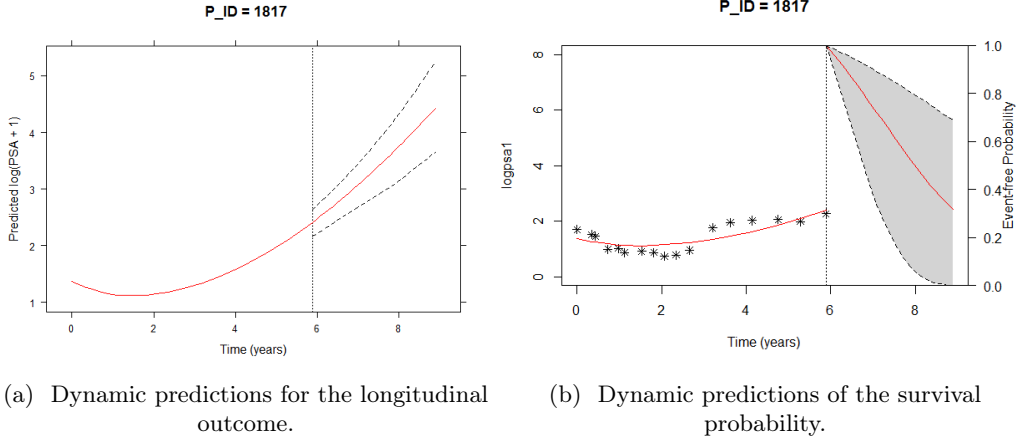 P_ID = 1817
Predicted log(PSA + 1)
5
4
3
2
1
0 2 4 6 8
Time (years)
(a) Dynamic predictions for the longitudinal
outcome.
P_ID = 1817
logpsa1
8
6
4
2
0
1.0
0.8
0.6
0.4
0.2
0.0
Event-free Probability
0 2 4 6 8
Time (years)
(b) Dynamic predictions of the survival
probability.